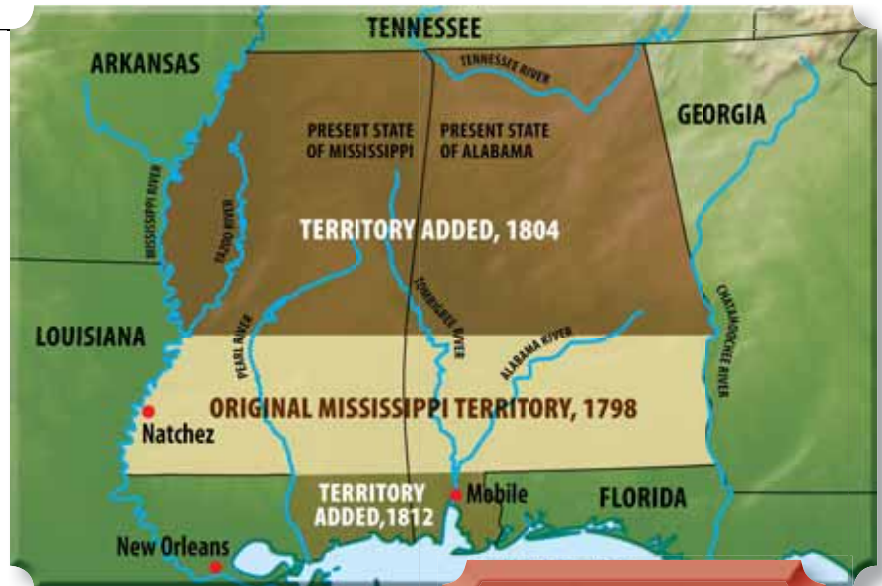 TENNESSEE
ARKANSAS
TENNESSEE RIVER
GEORGIA
PRESENT STATE
OF MISSISSIPPI
PRESENT STATE
OF ALABAMA
MISSISSIPPI RIVER
YAZOO RIVER
TERRITORY ADDED, 1804
TOMBIGBEE RIVER
CHATAHOOCHEE RIVER
LOUISIANA
PEARL RIVER
ALABAMA RIVER
ORIGINAL MISSISSIPPI TERRITORY, 1798
Natchez
TERRITORY
ADDED,1812
Mobile
FLORIDA
New Orleans